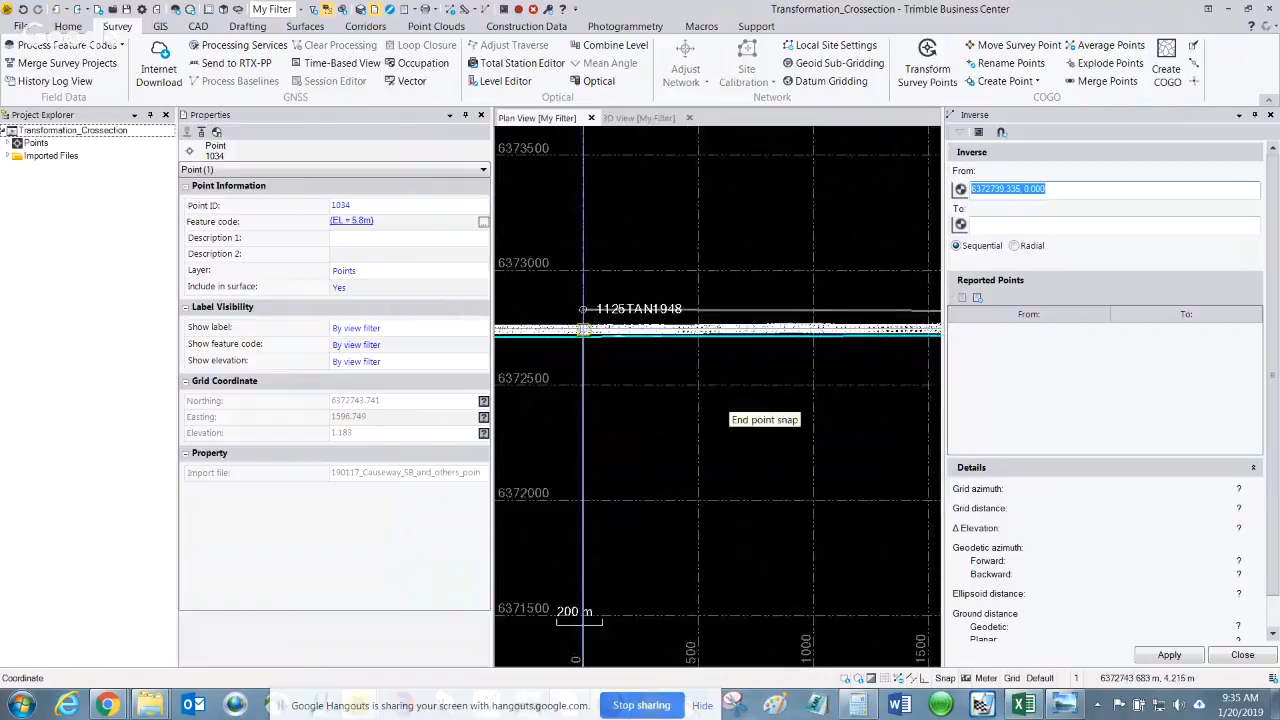 My Filter
Transformation_Crossection - Trimble Business Center
Survey
GIS
CAD
Drafting
Construction
Photogrammetry
Macros
Support
Process Feature Codes
Merge Survey Projects
History Log View
Field Data
Internet
Download
Processing Services
Send to RTX-PP
Process Baselines
Order Processing
Time-Based View
Session Editor
Loop Closure
Occupation
Vector
GNSS
Adjust Traverse
Total Station Editor
Level Editor
Combine Level
Mean Angle
Optical
Optical
Adjust
Network
Site
Calibration
Local Site Settings
Geoid Sub-Gridding
Datum Gridding
Network
Transform
Survey Points
Move Survey Point
Rename Points
Create Point
Average Points
Explode Points
Merge
Create
COGO
COGO
Project Explorer
Transformation_Crossection
Points
Imported Files
Properties
Point
1034
Point (1)
Point Information
Point ID: 1034
Feature code: (EL = 5.8m)
Description 1:
Description 2:
Layer: Points
Include in surface: Yes
Label Visibility
Show label: By view filter
Show feature code: By view filter
Show elevation: By view filter
Grid Coordinate
Northing: 6372743.741
Easting: 1596.749
Elevation: 1.183
Property
Import file: 190117_Causeway_SB_and_others_poin
Plan View [My Filter]
3D View [My Filter]
6373500
6373000
1125TAN1948
6372500
End point snap
6372000
6371500
200 m
0
500
1000
1500
Inverse
Inverse
From:
6372739.335, 0.000
To:
Sequential
Radial
Reported Points
From:
To:
Details
Grid azimuth: ?
Grid distance: ?
Δ Elevation: ?
Geodetic azimuth:
Forward: ?
Backward: ?
Ellipsoid distance: ?
Ground distance
Geodetic: ?
Planar
Apply
Close
Coordinate
Snap
Meter
Grid
Default
1
6372743.683 m, 4.215 m
Google Hangouts is sharing your screen with hangouts.google.com.
Stop sharing
Hide
9:35 AM
1/20/2019